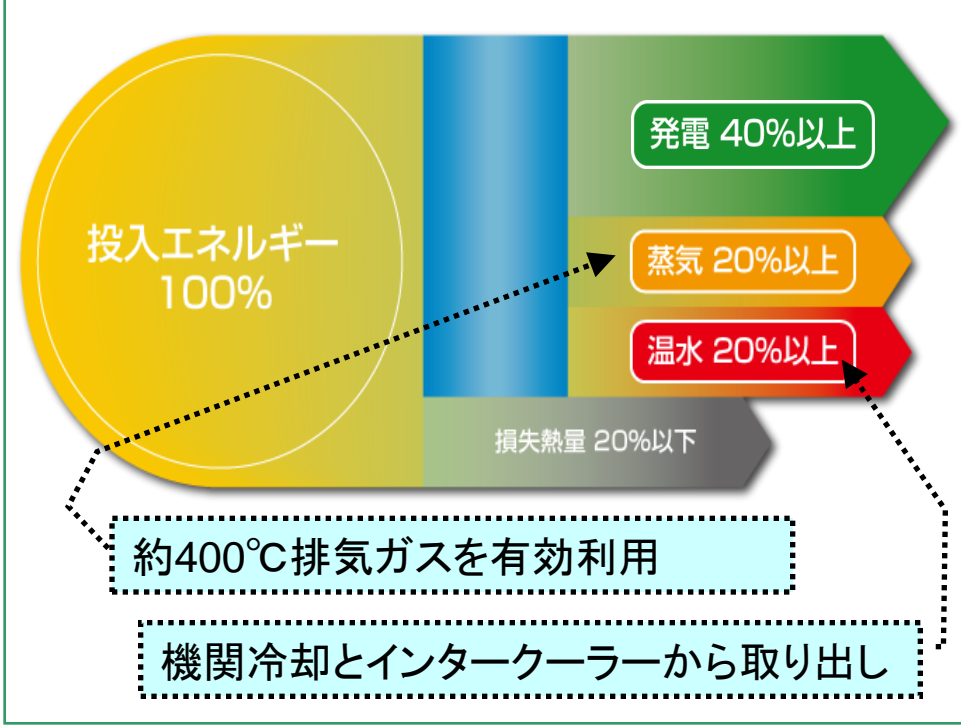 投入エネルギー
100%
発電 40%以上
蒸気 20%以上
温水 20%以上
損失熱量 20%以下
約400℃排気ガスを有効利用
機関冷却とインタークーラーから取り出し